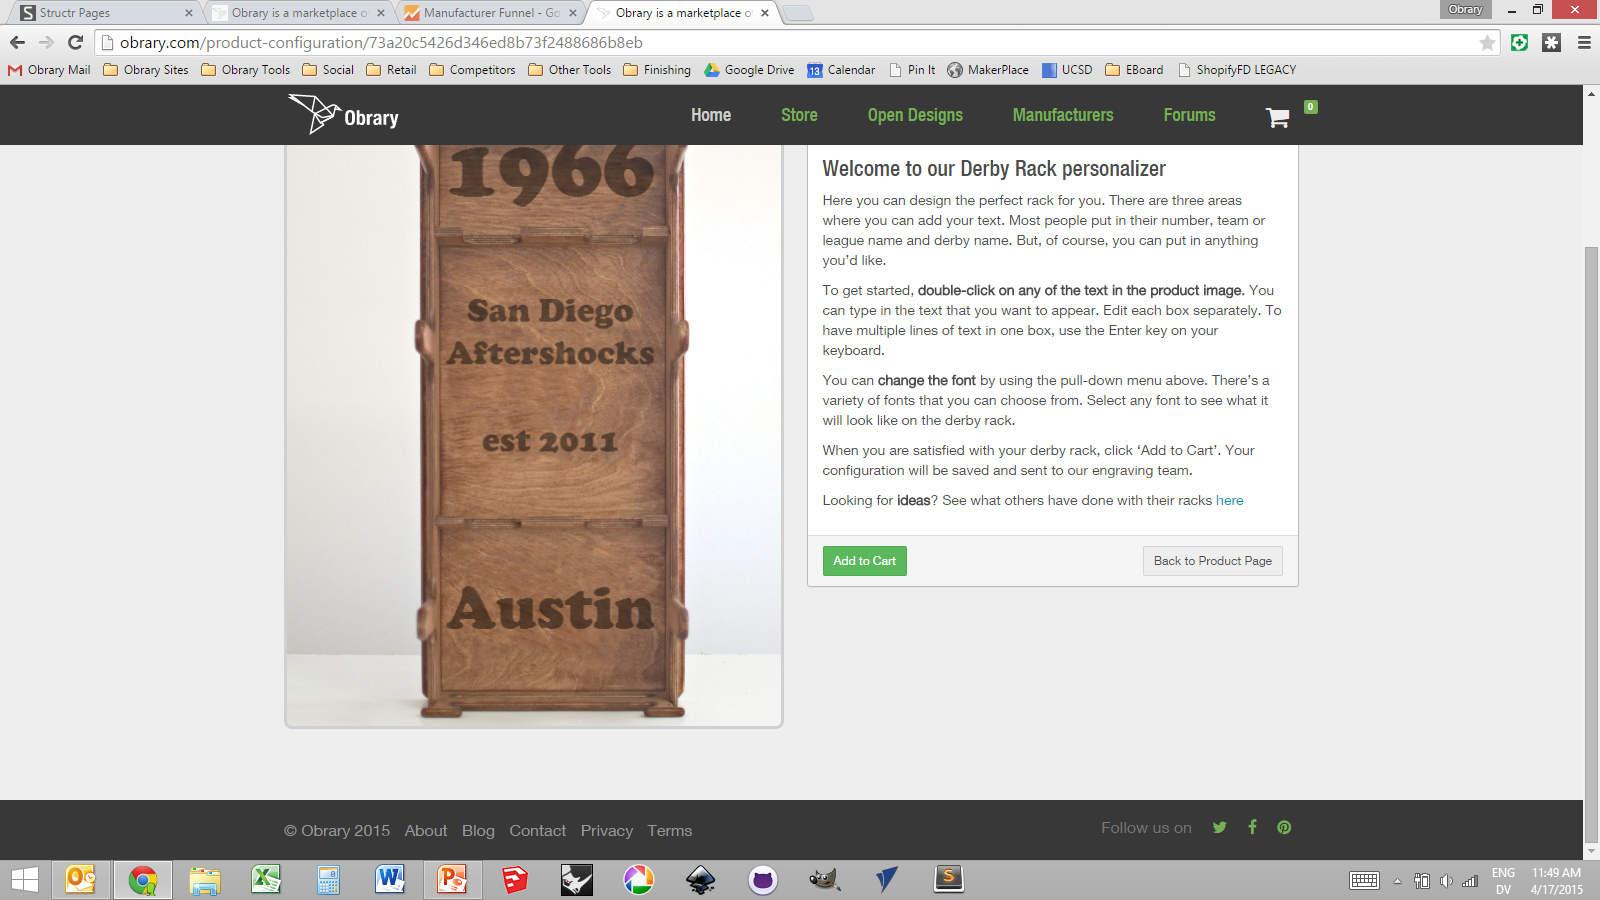 Structr Pages
Obrary is a marketplace o
Manufacturer Funnel - Go
Obrary is a marketplace o
Obrary
obrary.com/product-configuration/73a20c5426d346ed8b73f2488686b8eb
Obrary Mail
Obrary Sites
Obrary Tools
Social
Retail
Competitors
Other Tools
Finishing
Google Drive
13
Calendar
Pin It
MakerPlace
UCSD
EBoard
ShopifyFD LEGACY
Obrary
Home
Store
Open Designs
Manufacturers
Forums
0
1966
San Diego
Aftershocks
est 2011
Austin
Welcome to our Derby Rack personalizer
Here you can design the perfect rack for you. There are three areas
where you can add your text. Most people put in their number, team or
league name and derby name. But, of course, you can put in anything
you'd like.
To get started, double-click on any of the text in the product image. You
can type in the text that you want to appear. Edit each box separately. To
have multiple lines of text in one box, use the Enter key on your
keyboard.
You can change the font by using the pull-down menu above. There's a
variety of fonts that you can choose from. Select any font to see what it
will look like on the derby rack.
When you are satisfied with your derby rack, click ‘Add to Cart’. Your
configuration will be saved and sent to our engraving team.
Looking for ideas? See what others have done with their racks here
Add to Cart
Back to Product Page
© Obrary 2015
About
Blog
Contact
Privacy
Terms
Follow us on
ENG
DV
11:49 AM
4/17/2015